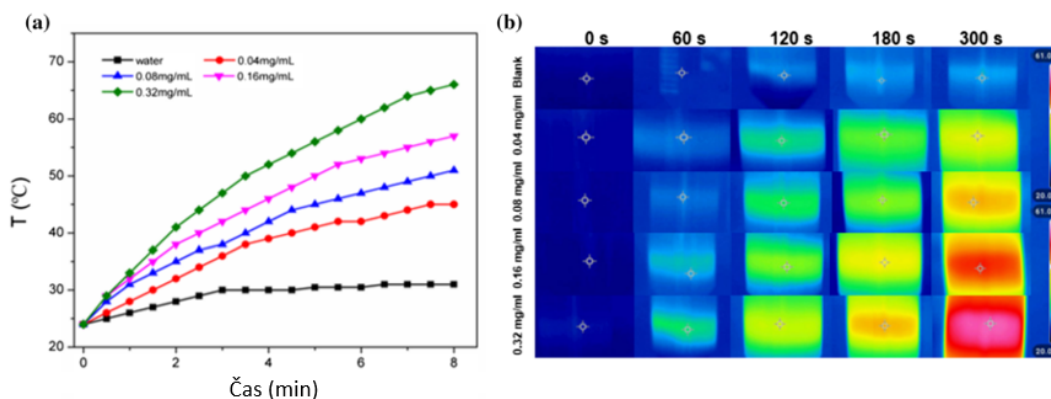 (a)
70
60
50
40
30
20
T (ºC)
water
0.04mg/mL
0.08mg/mL
0.16mg/mL
0.32mg/mL
0 2 4 6 8
Čas (min)
(b)
0 s 60 s 120 s 180 s 300 s
Blank
0.04 mg/ml
0.08 mg/ml
0.16 mg/ml
0.32 mg/ml
61.0
20.0
61.0
20.0